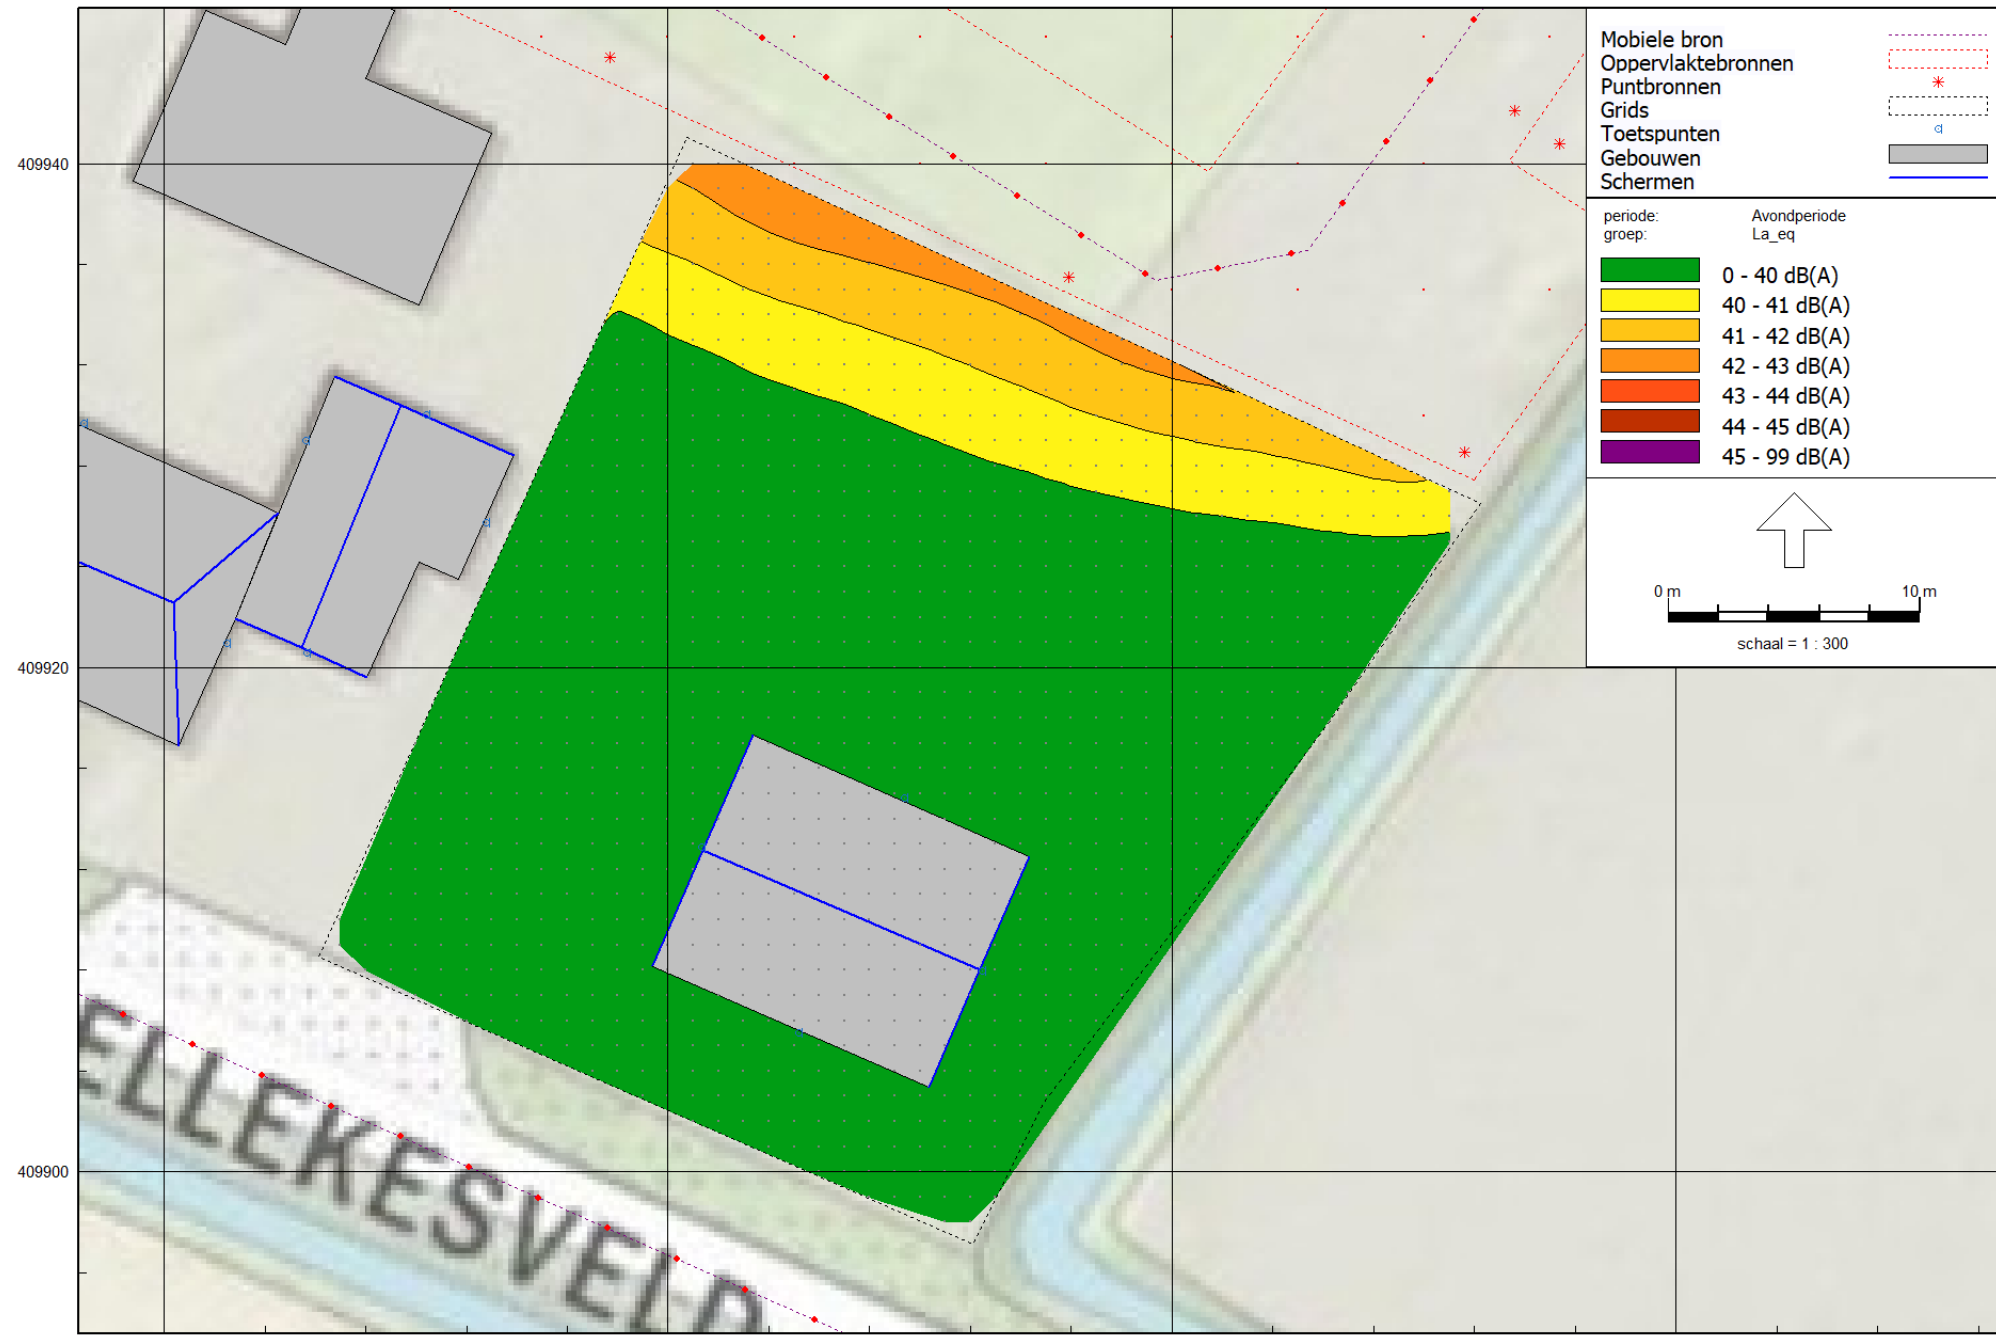 Mobiele bron
Oppervlaktebronnen
Puntbronnen
Grids
Toetspunten
Gebouwen
Schermen
periode: Avondperiode
groep: La_eq
0 - 40 dB(A)
40 - 41 dB(A)
41 - 42 dB(A)
42 - 43 dB(A)
43 - 44 dB(A)
44 - 45 dB(A)
45 - 99 dB(A)
0 m 10 m
schaal = 1 : 300
409940
409920
409900
ELLEKESVELD